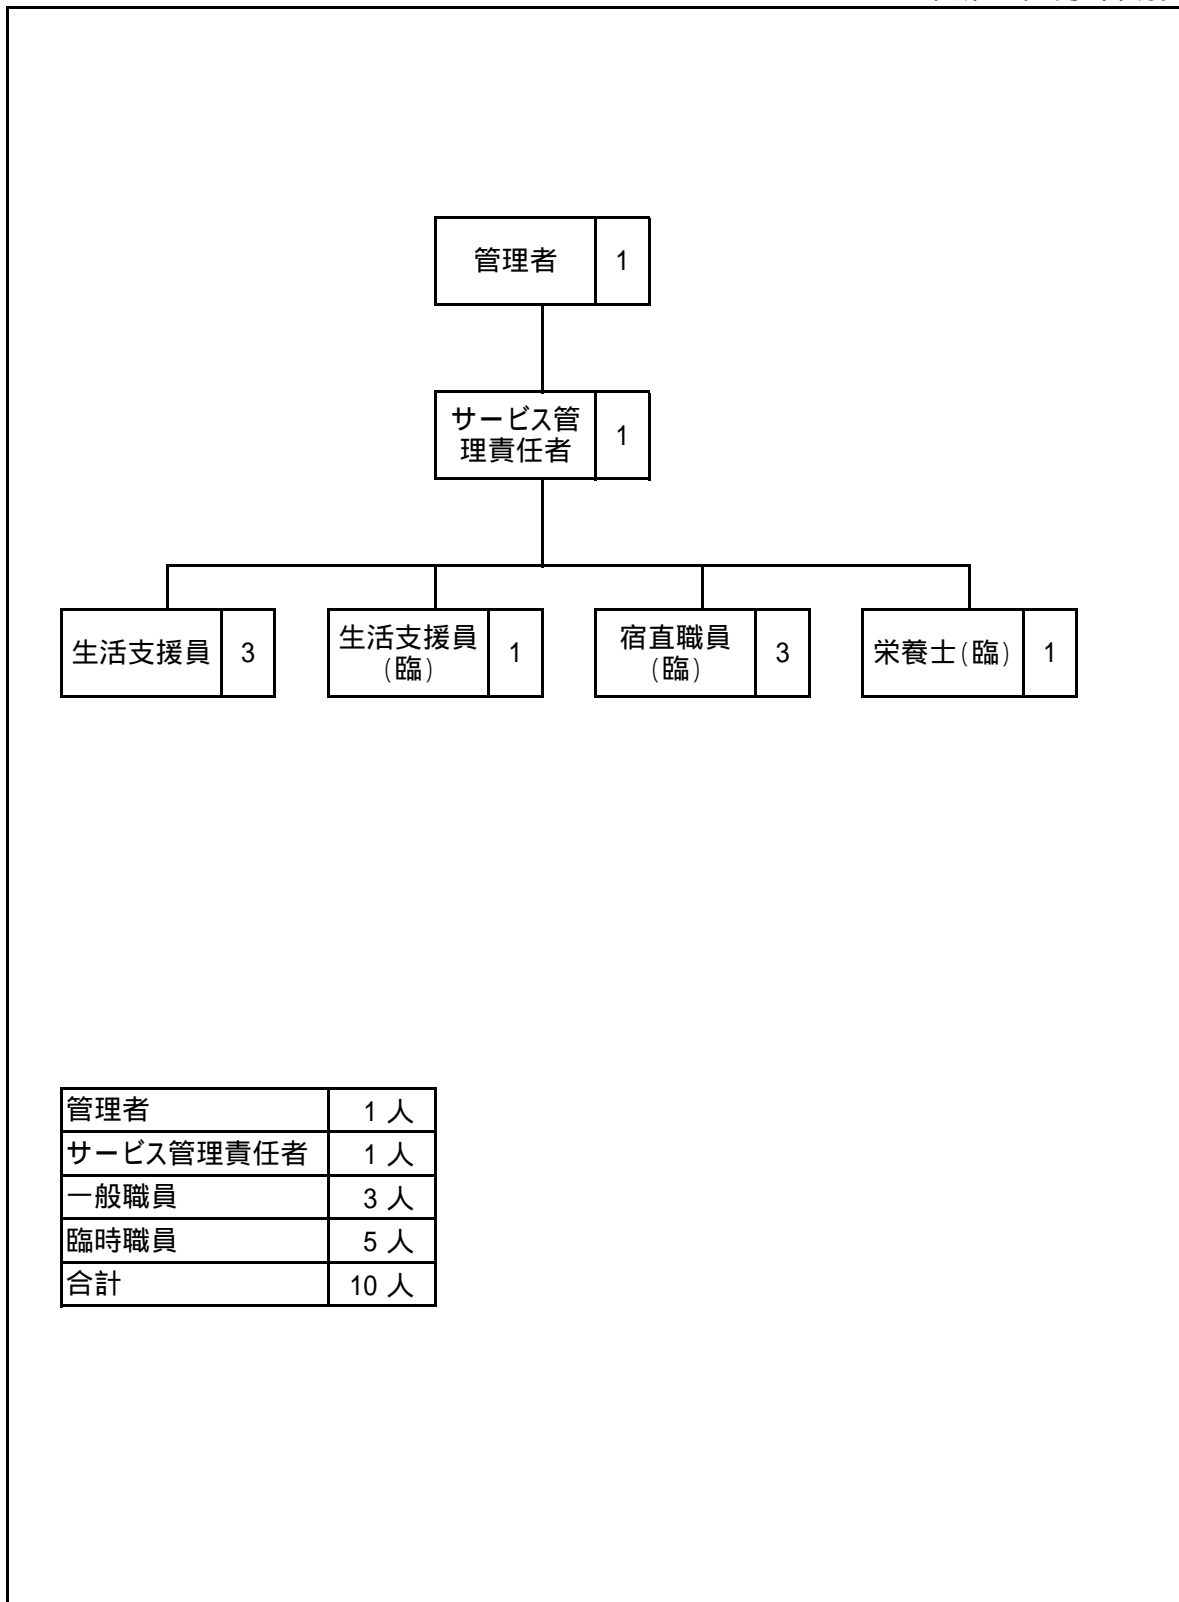 管理者 1
サービス管
理責任者 1
生活支援員 3
生活支援員
(臨) 1
宿直職員
(臨) 3
栄養士(臨) 1
管理者 1 人
サービス管理責任者 1 人
一般職員 3 人
臨時職員 5 人
合計 10 人